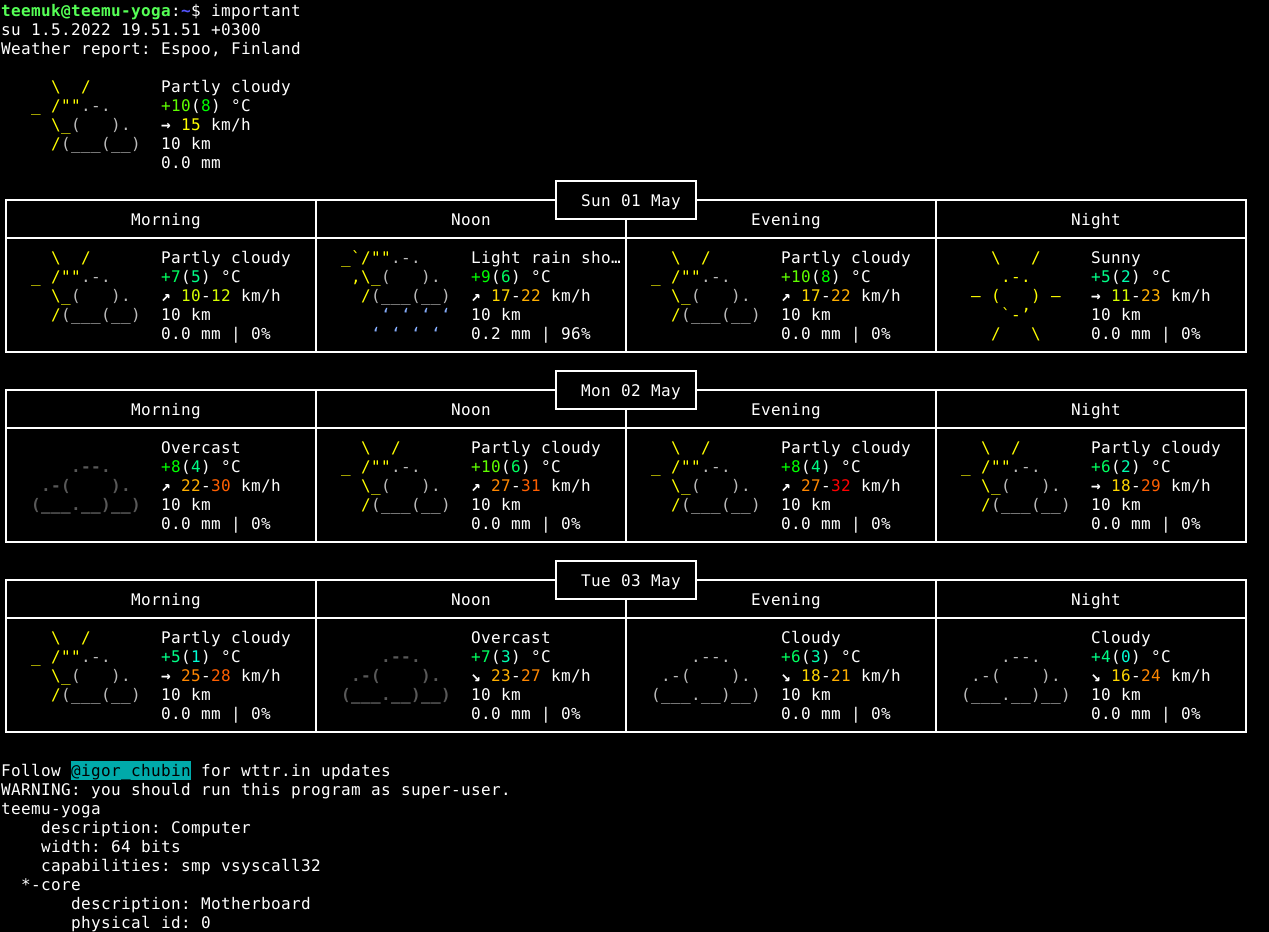 teemuk@teemu-yoga:~$ important
su 1.5.2022 19.51.51 +0300
Weather report: Espoo, Finland
Partly cloudy
+10(8) °C
→ 15 km/h
10 km
0.0 mm
Sun 01 May
Morning Noon Evening Night
Partly cloudy Light rain sho… Partly cloudy Sunny
+7(5) °C +9(6) °C +10(8) °C +5(2) °C
↗ 10-12 km/h ↗ 17-22 km/h ↗ 17-22 km/h → 11-23 km/h
10 km 10 km 10 km 10 km
0.0 mm | 0% 0.2 mm | 96% 0.0 mm | 0% 0.0 mm | 0%
Mon 02 May
Morning Noon Evening Night
Overcast Partly cloudy Partly cloudy Partly cloudy
+8(4) °C +10(6) °C +8(4) °C +6(2) °C
↗ 22-30 km/h ↗ 27-31 km/h ↗ 27-32 km/h → 18-29 km/h
10 km 10 km 10 km 10 km
0.0 mm | 0% 0.0 mm | 0% 0.0 mm | 0% 0.0 mm | 0%
Tue 03 May
Morning Noon Evening Night
Partly cloudy Overcast Cloudy Cloudy
+5(1) °C +7(3) °C +6(3) °C +4(0) °C
→ 25-28 km/h ↘ 23-27 km/h ↘ 18-21 km/h ↘ 16-24 km/h
10 km 10 km 10 km 10 km
0.0 mm | 0% 0.0 mm | 0% 0.0 mm | 0% 0.0 mm | 0%
Follow @igor_chubin for wttr.in updates
WARNING: you should run this program as super-user.
teemu-yoga
description: Computer
width: 64 bits
capabilities: smp vsyscall32
*-core
description: Motherboard
physical id: 0